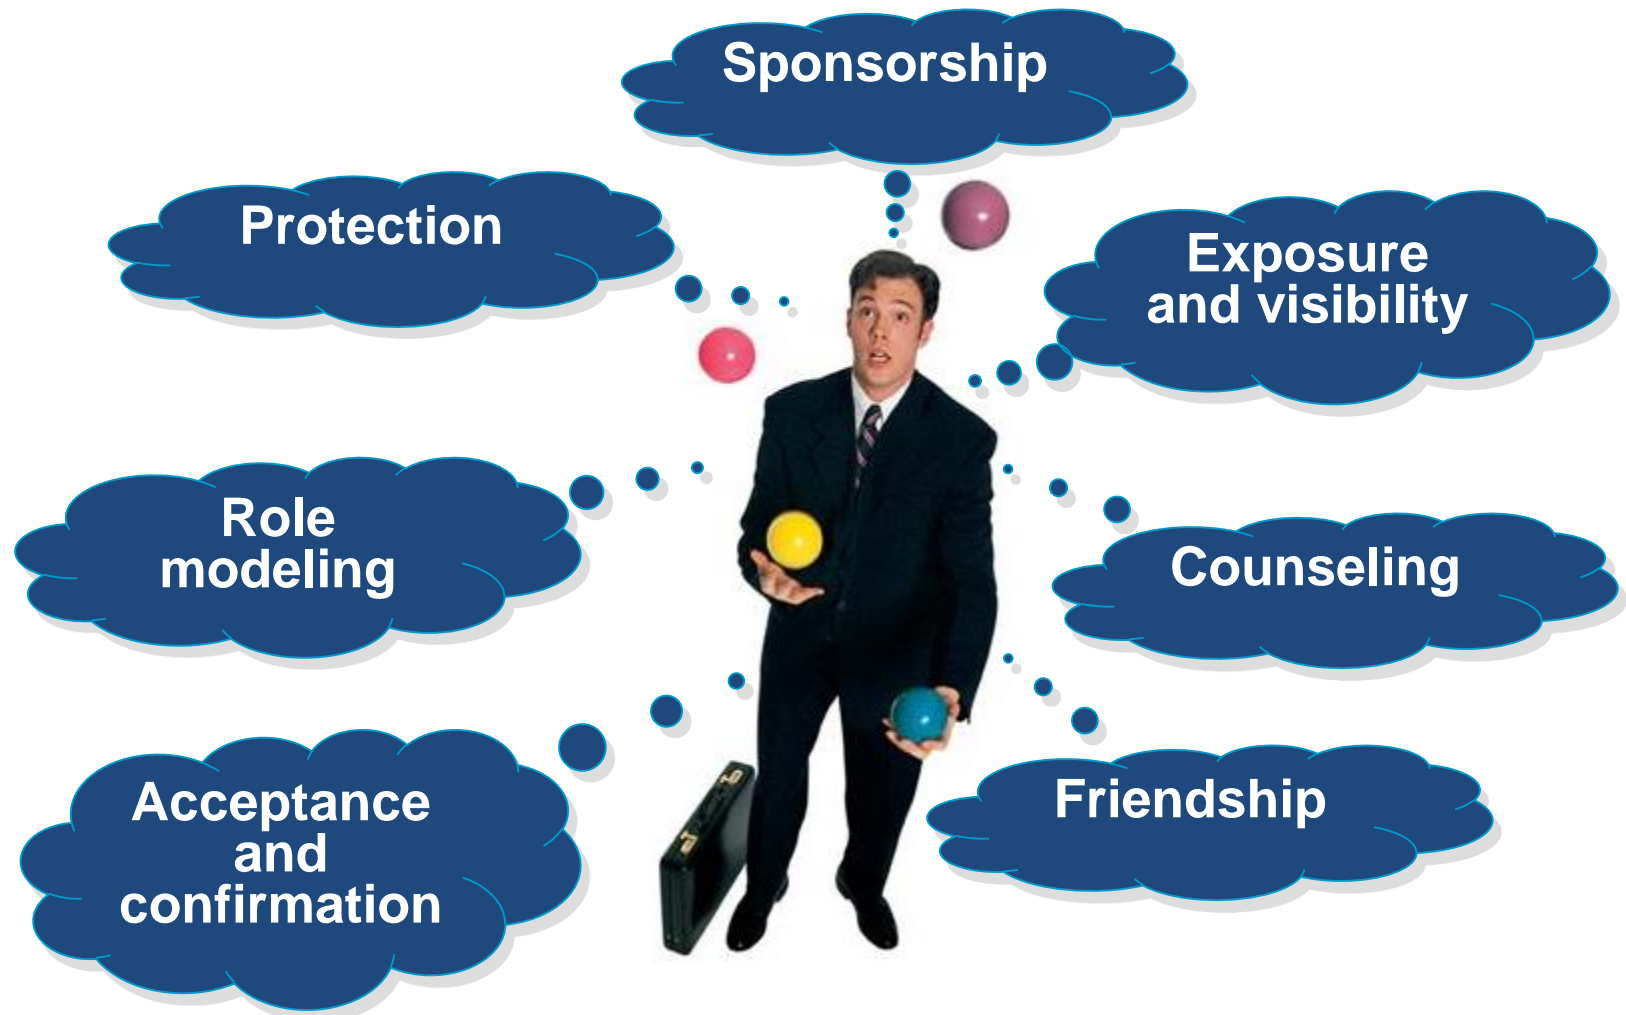 Sponsorship
Protection
Exposure
and visibility
Role
modeling
Counseling
Acceptance
and
confirmation
Friendship